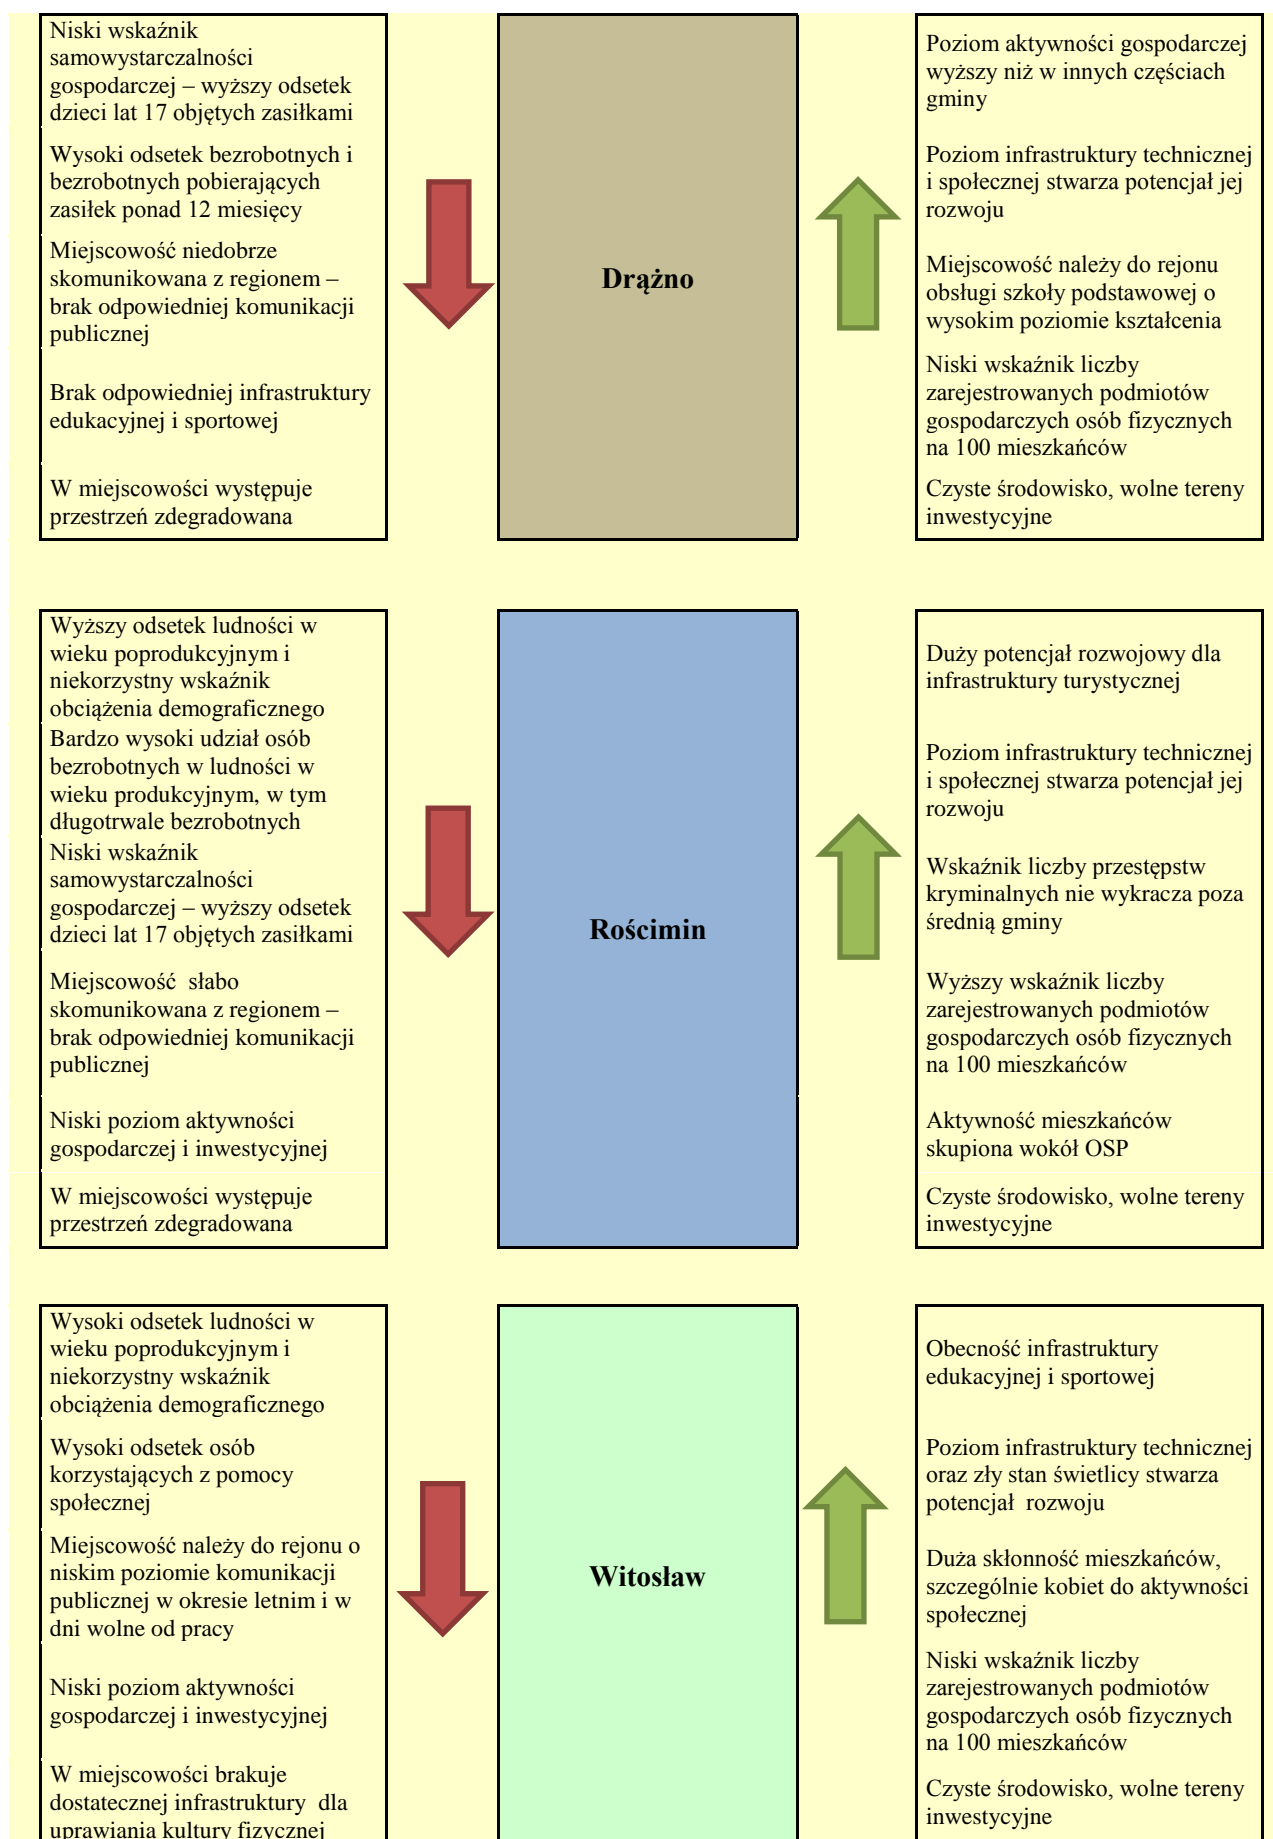 Niski wskaźnik
samowystarczalności
gospodarczej – wyższy odsetek
dzieci lat 17 objętych zasiłkami
Wysoki odsetek bezrobotnych i
bezrobotnych pobierających
zasiłek ponad 12 miesięcy
Miejscowość niedobrze
skomunikowana z regionem –
brak odpowiedniej komunikacji
publicznej
Brak odpowiedniej infrastruktury
edukacyjnej i sportowej
W miejscowości występuje
przestrzeń zdegradowana
Drążno
Poziom aktywności gospodarczej
wyższy niż w innych częściach
gminy
Poziom infrastruktury technicznej
i społecznej stwarza potencjał jej
rozwoju
Miejscowość należy do rejonu
obsługi szkoły podstawowej o
wysokim poziomie kształcenia
Niski wskaźnik liczby
zarejestrowanych podmiotów
gospodarczych osób fizycznych
na 100 mieszkańców
Czyste środowisko, wolne tereny
inwestycyjne
Wyższy odsetek ludności w
wieku poprodukcyjnym i
niekorzystny wskaźnik
obciążenia demograficznego
Bardzo wysoki udział osób
bezrobotnych w ludności w
wieku produkcyjnym, w tym
długotrwale bezrobotnych
Niski wskaźnik
samowystarczalności
gospodarczej – wyższy odsetek
dzieci lat 17 objętych zasiłkami
Miejscowość  słabo
skomunikowana z regionem –
brak odpowiedniej komunikacji
publicznej
Niski poziom aktywności
gospodarczej i inwestycyjnej
W miejscowości występuje
przestrzeń zdegradowana
Rościmin
Duży potencjał rozwojowy dla
infrastruktury turystycznej
Poziom infrastruktury technicznej
i społecznej stwarza potencjał jej
rozwoju
Wskaźnik liczby przestępstw
kryminalnych nie wykracza poza
średnią gminy
Wyższy wskaźnik liczby
zarejestrowanych podmiotów
gospodarczych osób fizycznych
na 100 mieszkańców
Aktywność mieszkańców
skupiona wokół OSP
Czyste środowisko, wolne tereny
inwestycyjne
Wysoki odsetek ludności w
wieku poprodukcyjnym i
niekorzystny wskaźnik
obciążenia demograficznego
Wysoki odsetek osób
korzystających z pomocy
społecznej
Miejscowość należy do rejonu o
niskim poziomie komunikacji
publicznej w okresie letnim i w
dni wolne od pracy
Niski poziom aktywności
gospodarczej i inwestycyjnej
W miejscowości brakuje
dostatecznej infrastruktury  dla
uprawiania kultury fizycznej
Witosław
Obecność infrastruktury
edukacyjnej i sportowej
Poziom infrastruktury technicznej
oraz zły stan świetlicy stwarza
potencjał  rozwoju
Duża skłonność mieszkańców,
szczególnie kobiet do aktywności
społecznej
Niski wskaźnik liczby
zarejestrowanych podmiotów
gospodarczych osób fizycznych
na 100 mieszkańców
Czyste środowisko, wolne tereny
inwestycyjne